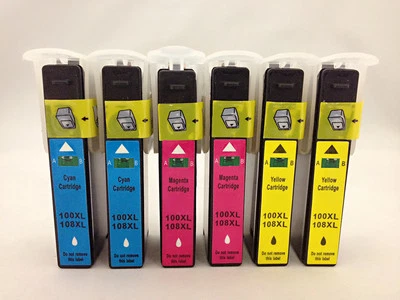 A B
Cyan
Cartridge
100XL
108XL
Do not remove
this label
A B
Cyan
Cartridge
100XL
108XL
Do not remove
this label
A B
Magenta
Cartridge
100XL
108XL
Do not remove
this label
A B
Magenta
Cartridge
100XL
108XL
Do not remove
this label
A B
Yellow
Cartridge
100XL
108XL
Do not remove
this label
A B
Yellow
Cartridge
100XL
108XL
Do not remove
this label